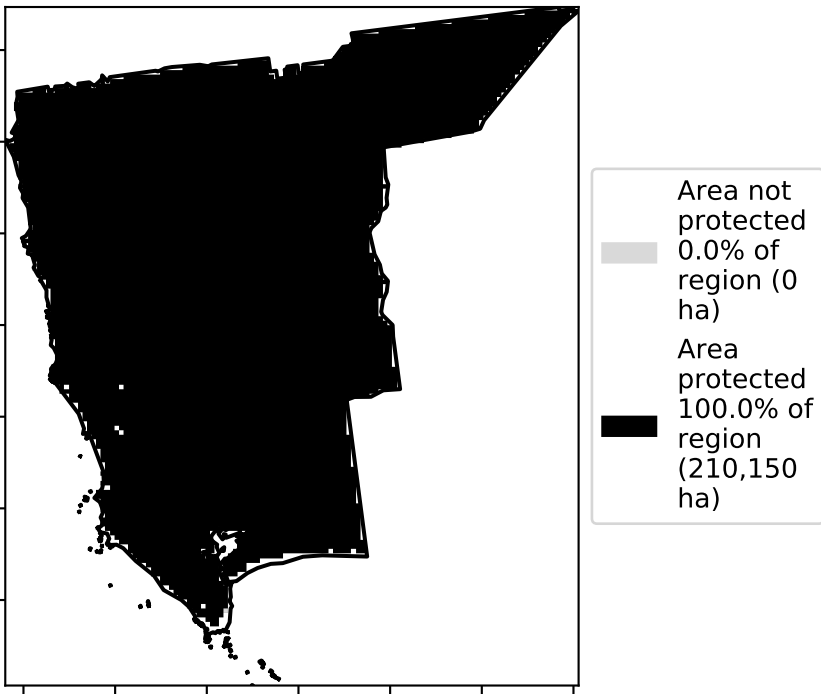 Area not
protected
0.0% of
region (0
ha)
Area
protected
100.0% of
region
(210,150
ha)